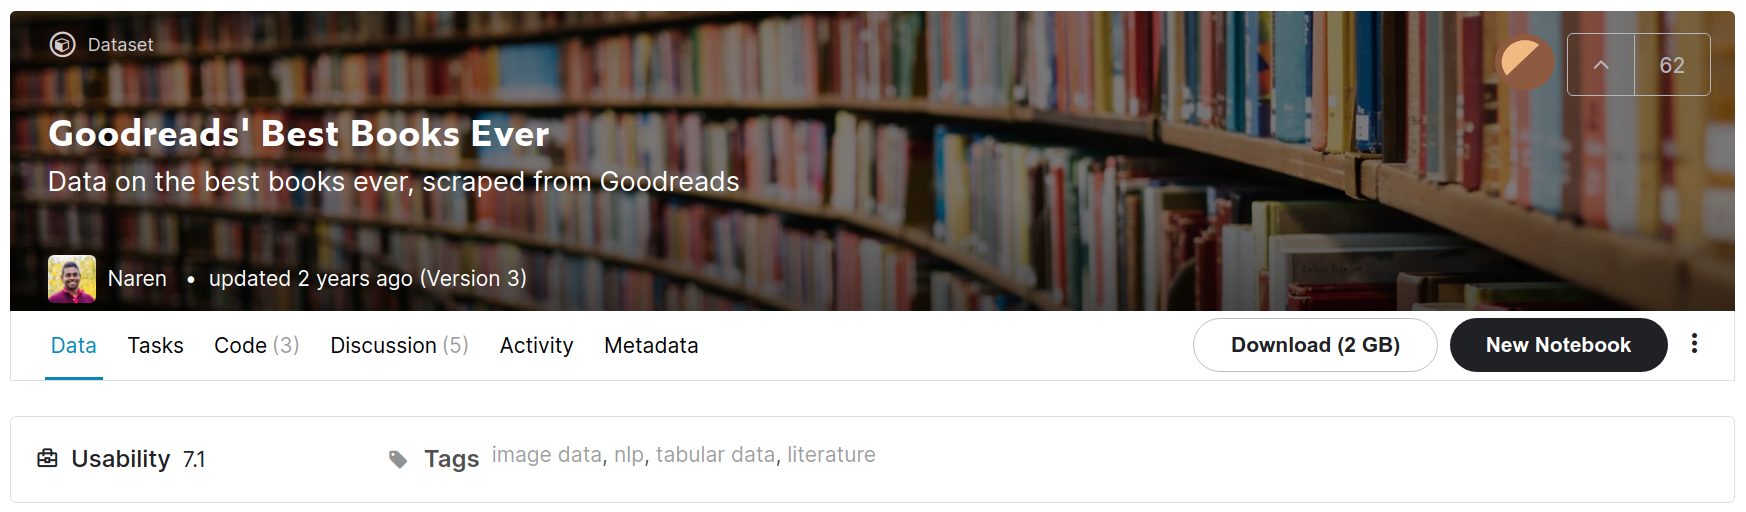 Dataset
62
Goodreads' Best Books Ever
Data on the best books ever, scraped from Goodreads
Naren • updated 2 years ago (Version 3)
Data Tasks Code (3) Discussion (5) Activity Metadata Download (2 GB) New Notebook
Usability 7.1 Tags image data, nlp, tabular data, literature